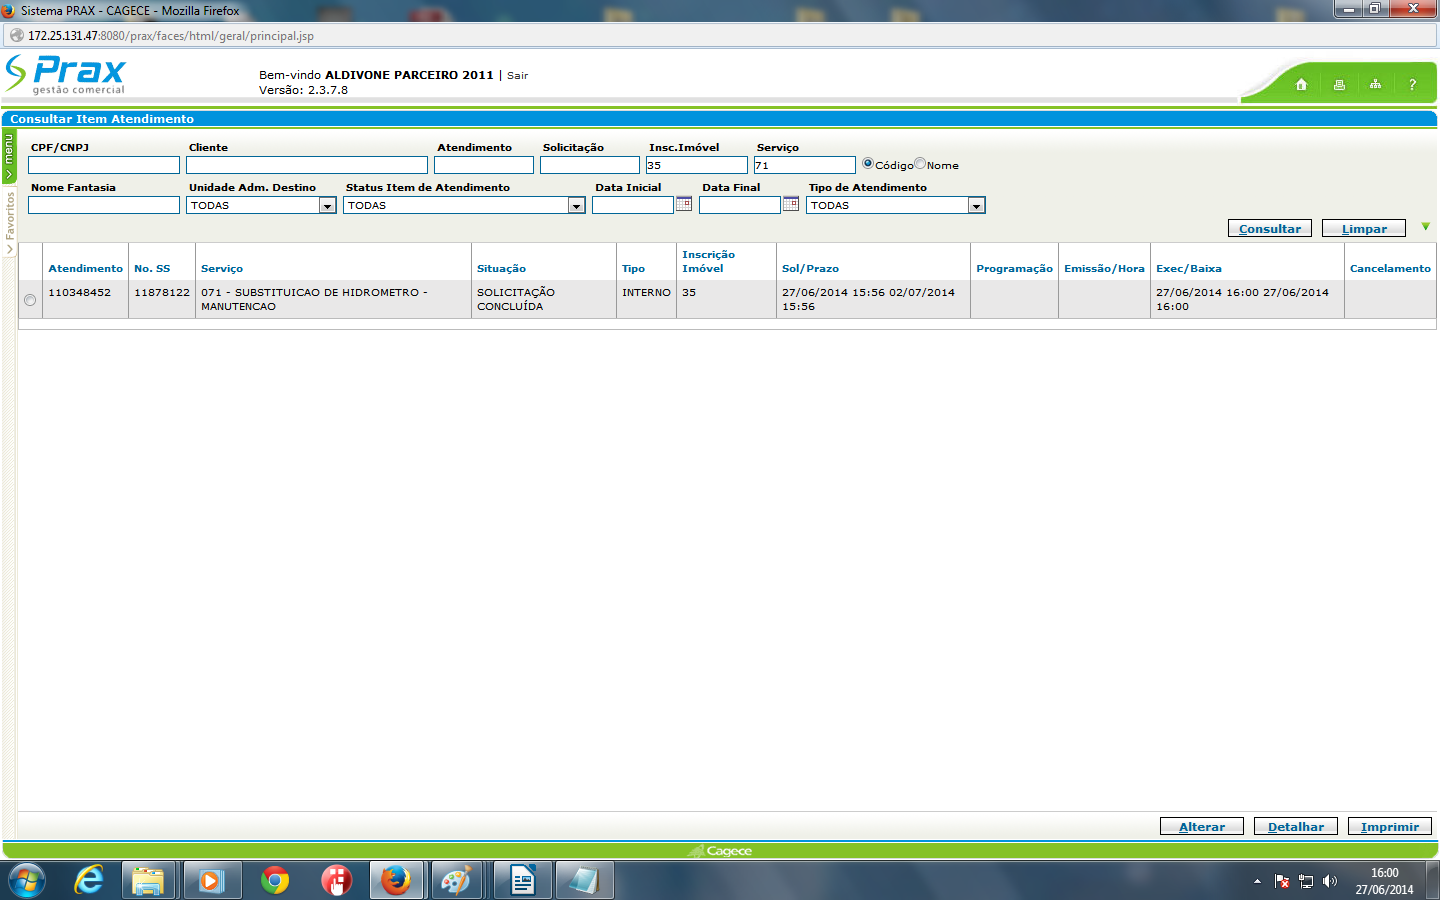 Sistema PRAX - CAGECE - Mozilla Firefox
172.25.131.47:8080/prax/faces/html/geral/principal.jsp
Prax
gestão comercial
Bem-vindo ALDIVONE PARCEIRO 2011 | Sair
Versão: 2.3.7.8
?
Consultar Item Atendimento
menu
Favoritos
CPF/CNPJ Cliente Atendimento Solicitação Insc.Imóvel Serviço
35 71 Código Nome
Nome Fantasia Unidade Adm. Destino Status Item de Atendimento Data Inicial Data Final Tipo de Atendimento
TODAS TODAS TODAS
Consultar Limpar
Atendimento No. SS Serviço Situação Tipo Inscrição Imóvel Sol/Prazo Programação Emissão/Hora Exec/Baixa Cancelamento
110348452 11878122 071 - SUBSTITUICAO DE HIDROMETRO - SOLICITAÇÃO INTERNO 35 27/06/2014 15:56 02/07/2014 27/06/2014 16:00 27/06/2014
MANUTENCAO CONCLUÍDA 15:56 16:00
Alterar Detalhar Imprimir
Cagece
16:00
27/06/2014